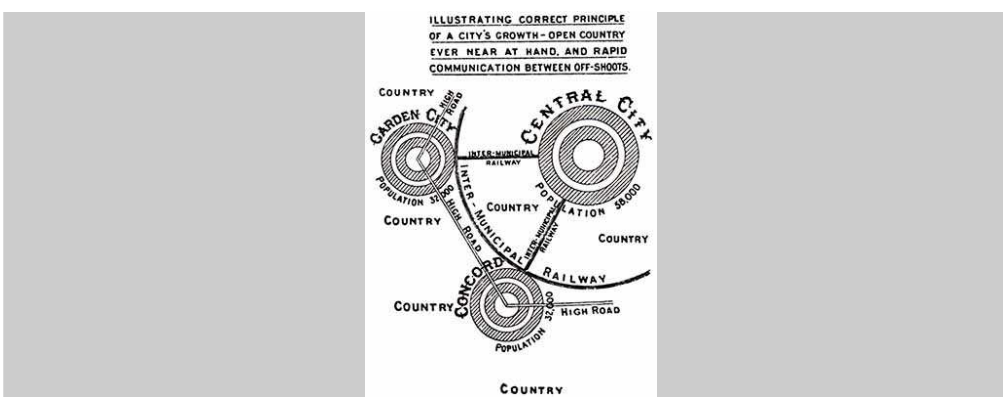 ILLUSTRATING CORRECT PRINCIPLE
OF A CITY'S GROWTH - OPEN COUNTRY
EVER NEAR AT HAND, AND RAPID
COMMUNICATION BETWEEN OFF-SHOOTS.
COUNTRY
HIGH ROAD
GARDEN CITY
CENTRAL CITY
INTER-MUNICIPAL
RAILWAY
POPULATION 32,000
POPULATION 58,000
INTER-MUNICIPAL RAILWAY
COUNTRY
COUNTRY
HIGH ROAD
INTER-MUNICIPAL
RAILWAY
COUNTRY
CONCORD
COUNTRY
POPULATION 32,000
HIGH ROAD
COUNTRY